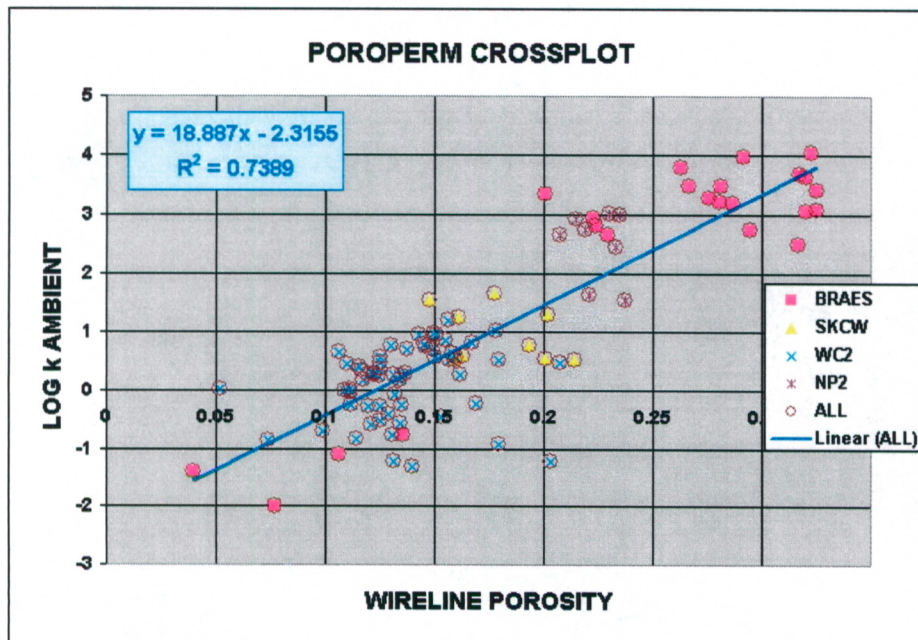 POROPERM CROSSPLOT
y = 18.887x - 2.3155
R² = 0.7389
5
4
3
2
1
0
-1
-2
-3
LOG k AMBIENT
0 0.05 0.1 0.15 0.2 0.25 0.
WIRELINE POROSITY
BRAES
SKCW
WC2
NP2
ALL
Linear (ALL)